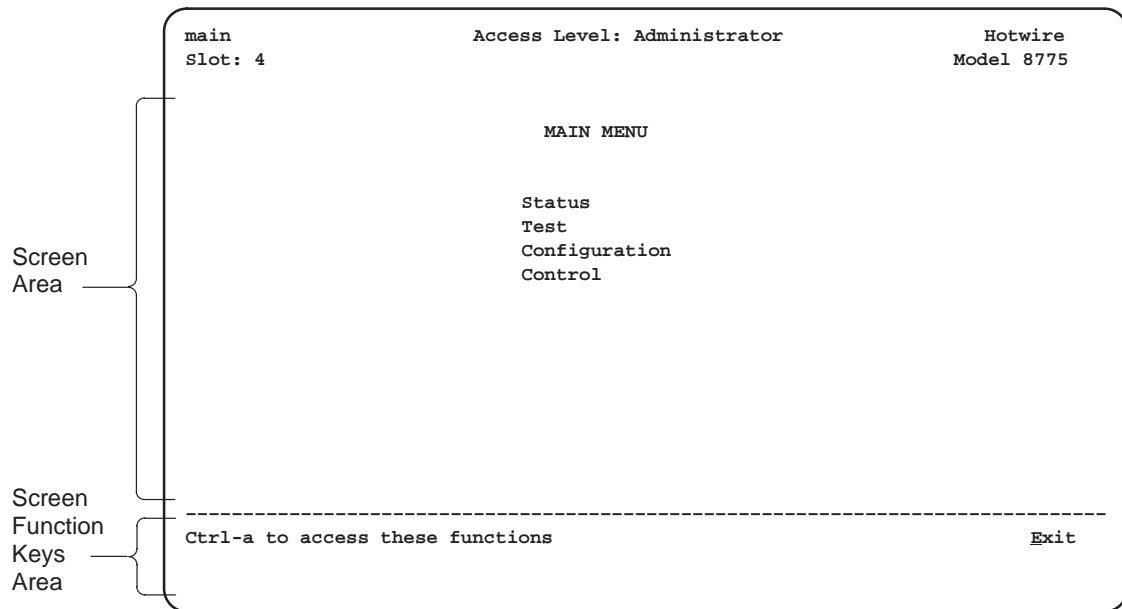 main Access Level: Administrator Hotwire
Slot: 4 Model 8775
MAIN MENU
Status
Test
Configuration
Control
Screen
Area
Screen
Function
Keys
Area
Ctrl-a to access these functions Exit